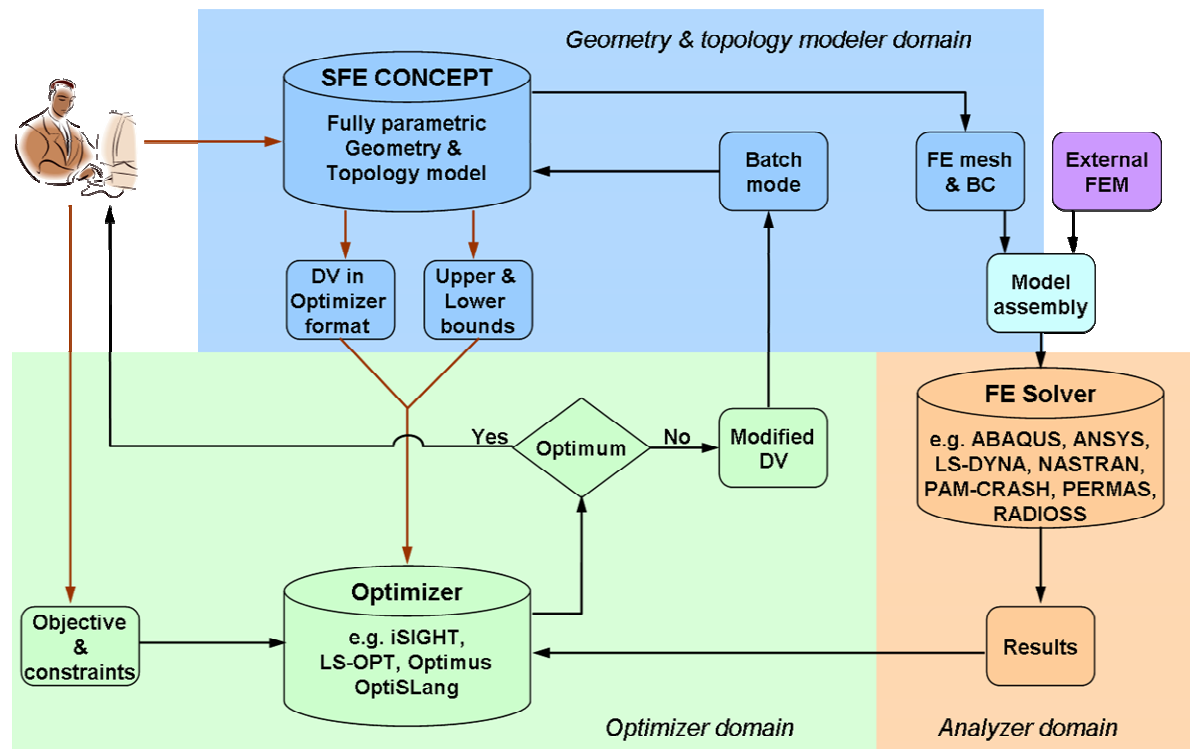 Geometry & topology modeler domain
SFE CONCEPT
Fully parametric
Geometry &
Topology model
Batch
mode
FE mesh
& BC
External
FEM
DV in
Optimizer
format
Upper &
Lower
bounds
Model
assembly
FE Solver
e.g. ABAQUS, ANSYS,
LS-DYNA, NASTRAN,
PAM-CRASH, PERMAS,
RADIOSS
Yes
Optimum
No
Modified
DV
Optimizer
e.g. iSIGHT,
LS-OPT, Optimus
OptiSLang
Objective
&
constraints
Results
Optimizer domain
Analyzer domain